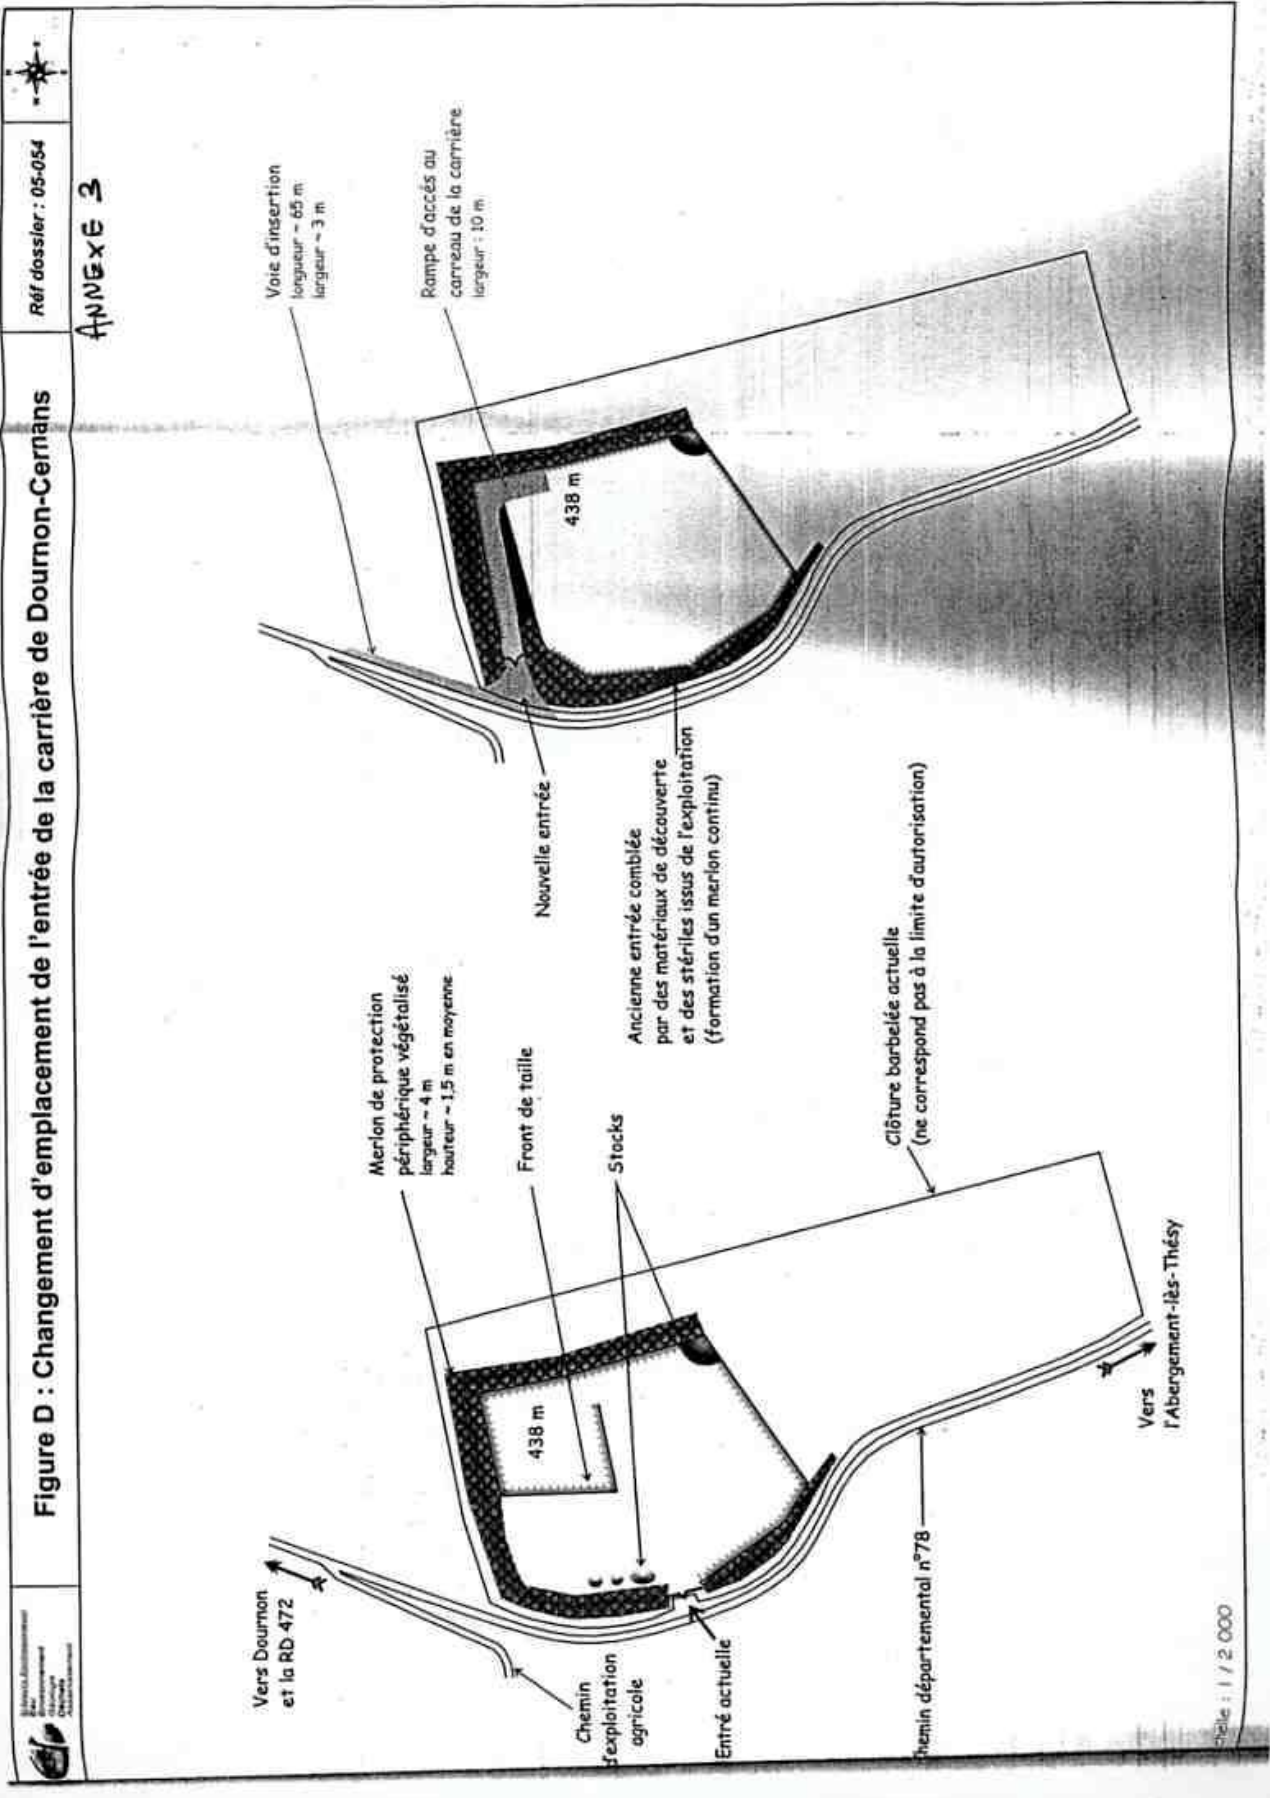 Figure D : Changement d'emplacement de l'entrée de la carrière de Dournon-Cernans
Réf dossier : 05-054
ANNEXE 3
Vers Dournon
et la RD 472
Merlon de protection
périphérique végétalisé
largeur ~ 4 m
hauteur ~ 1,5 m en moyenne
Front de taille
Stocks
438 m
Chemin
d'exploitation
agricole
Entré actuelle
Chemin départemental n°78
Vers
l'Abergement-lès-Thésy
Clôture barbelée actuelle
(ne correspond pas à la limite d'autorisation)
Voie d'insertion
longueur ~ 65 m
largeur ~ 3 m
Rampe d'accès au
carreau de la carrière
largeur : 10 m
438 m
Nouvelle entrée
Ancienne entrée comblée
par des matériaux de découverte
et des stériles issus de l'exploitation
(formation d'un merlon continu)
chelle : 1 / 2 000